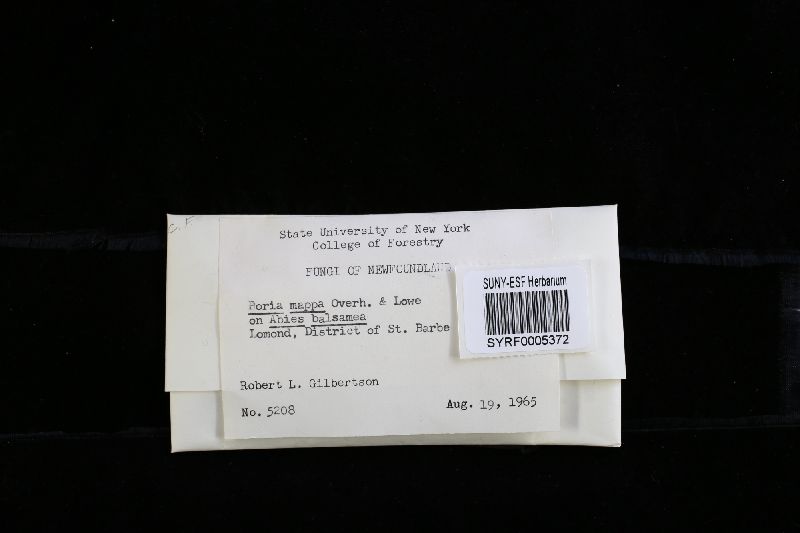 C. F.
State University of New York
College of Forestry
FUNGI OF NEWFOUNDLAND
Poria mappa Overh. & Lowe
on Abies balsamea
Lomond, District of St. Barbe
Robert L. Gilbertson
No. 5208
Aug. 19, 1965
SUNY-ESF Herbarium
SYRF0005372